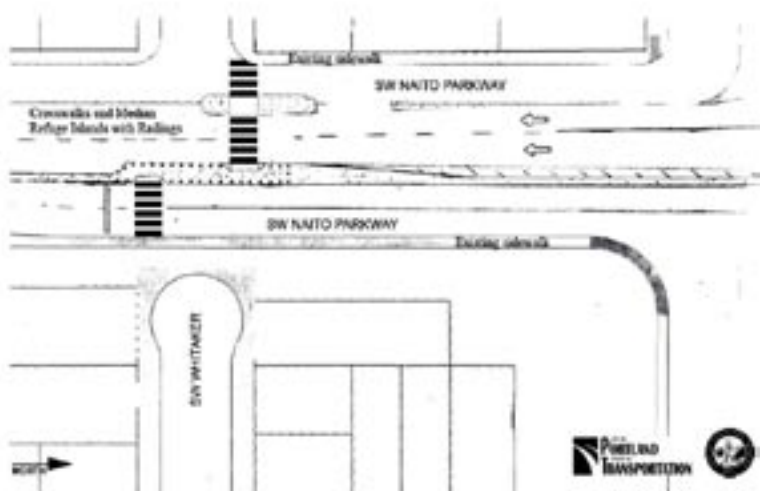 Existing sidewalk
SW NAITO PARKWAY
Crosswalks and Median
Refuge Islands with Railings
SW NAITO PARKWAY
Existing sidewalk
SW WHITAKER
NORTH
PORTLAND
TRANSPORTATION